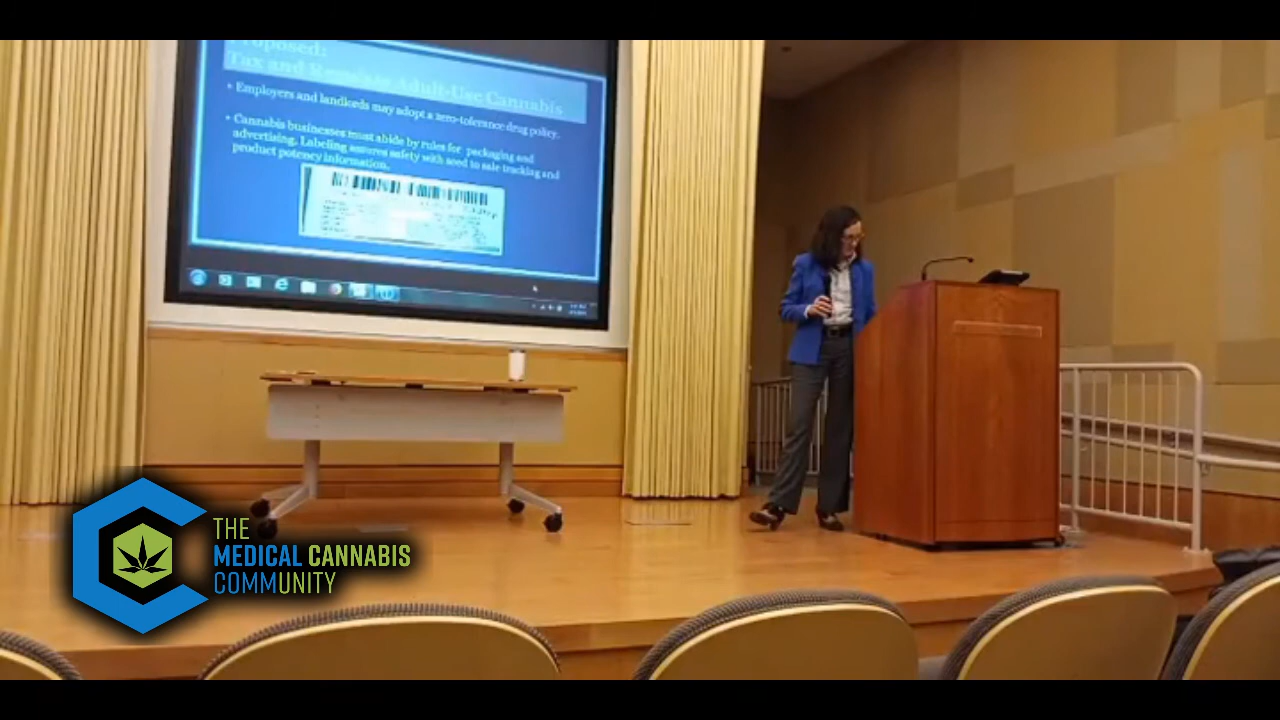 Proposed:
Tax and Regulate Adult-Use Cannabis
• Employers and landlords may adopt a zero-tolerance drug policy.
• Cannabis businesses must abide by rules for packaging and
advertising. Labeling assures safety with seed to sale tracking and
product potency information.
THE
MEDICAL CANNABIS
COMMUNITY